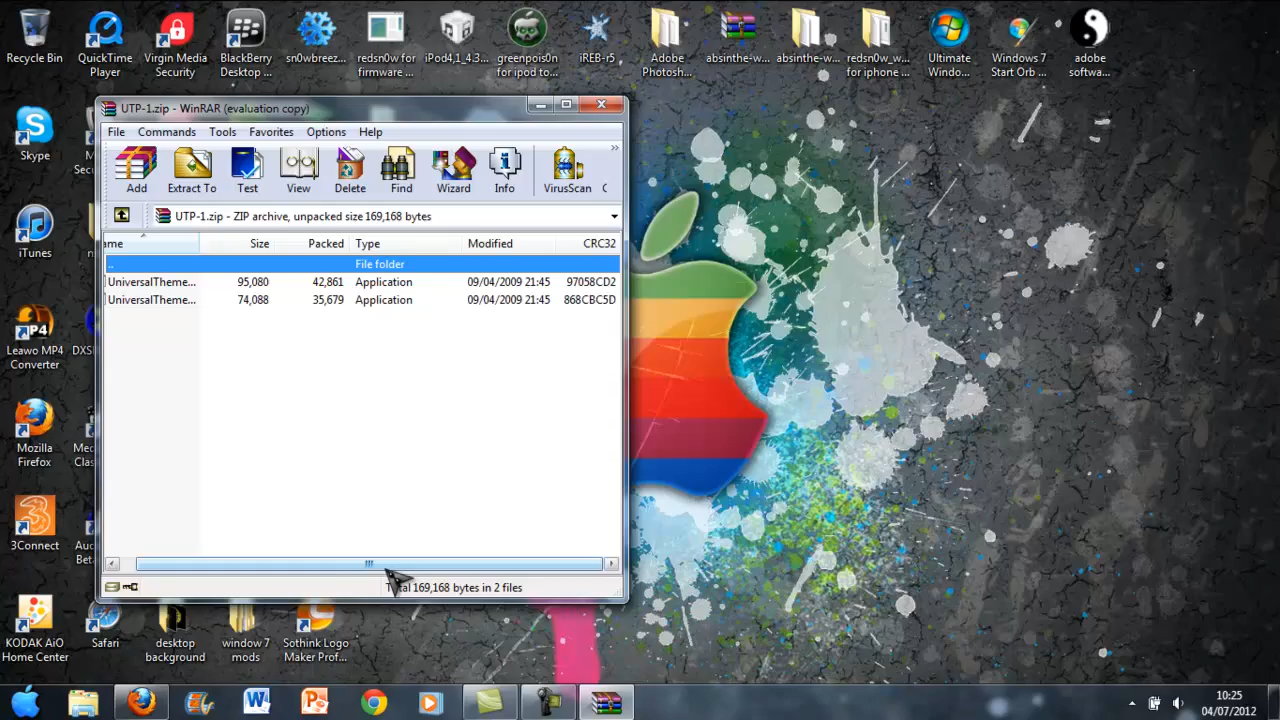 Recycle Bin
QuickTime Player
Virgin Media Security
BlackBerry Desktop ...
sn0wbreez...
redsn0w for firmware ...
iPod4,1_4.3...
greenpois0n for ipod to...
iREB-r5
Adobe Photosh...
absinthe-w...
absinthe-w...
redsn0w_w... for iphone ...
Ultimate Windo...
Windows 7 Start Orb ...
adobe softwa...
UTP-1.zip - WinRAR (evaluation copy)
File Commands Tools Favorites Options Help
Add Extract To Test View Delete Find Wizard Info VirusScan C
UTP-1.zip - ZIP archive, unpacked size 169,168 bytes
ame Size Packed Type Modified CRC32
.. File folder
UniversalTheme... 95,080 42,861 Application 09/04/2009 21:45 97058CD2
UniversalTheme... 74,088 35,679 Application 09/04/2009 21:45 868CBC5D
Total 169,168 bytes in 2 files
Skype
iTunes
Leawo MP4 Converter
DXS
Mozilla Firefox
3Connect
KODAK AiO Home Center
Safari
desktop background
window 7 mods
Sothink Logo Maker Prof...
10:25
04/07/2012